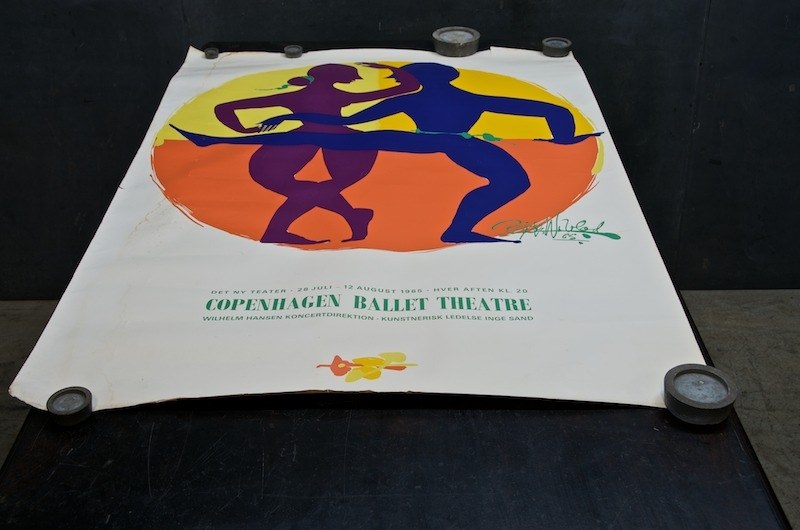 DET NY TEATER · 28 JULI - 12 AUGUST 1965 · HVER AFTEN KL. 20
COPENHAGEN BALLET THEATRE
WILHELM HANSEN KONCERTDIREKTION · KUNSTNERISK LEDELSE INGE SAND